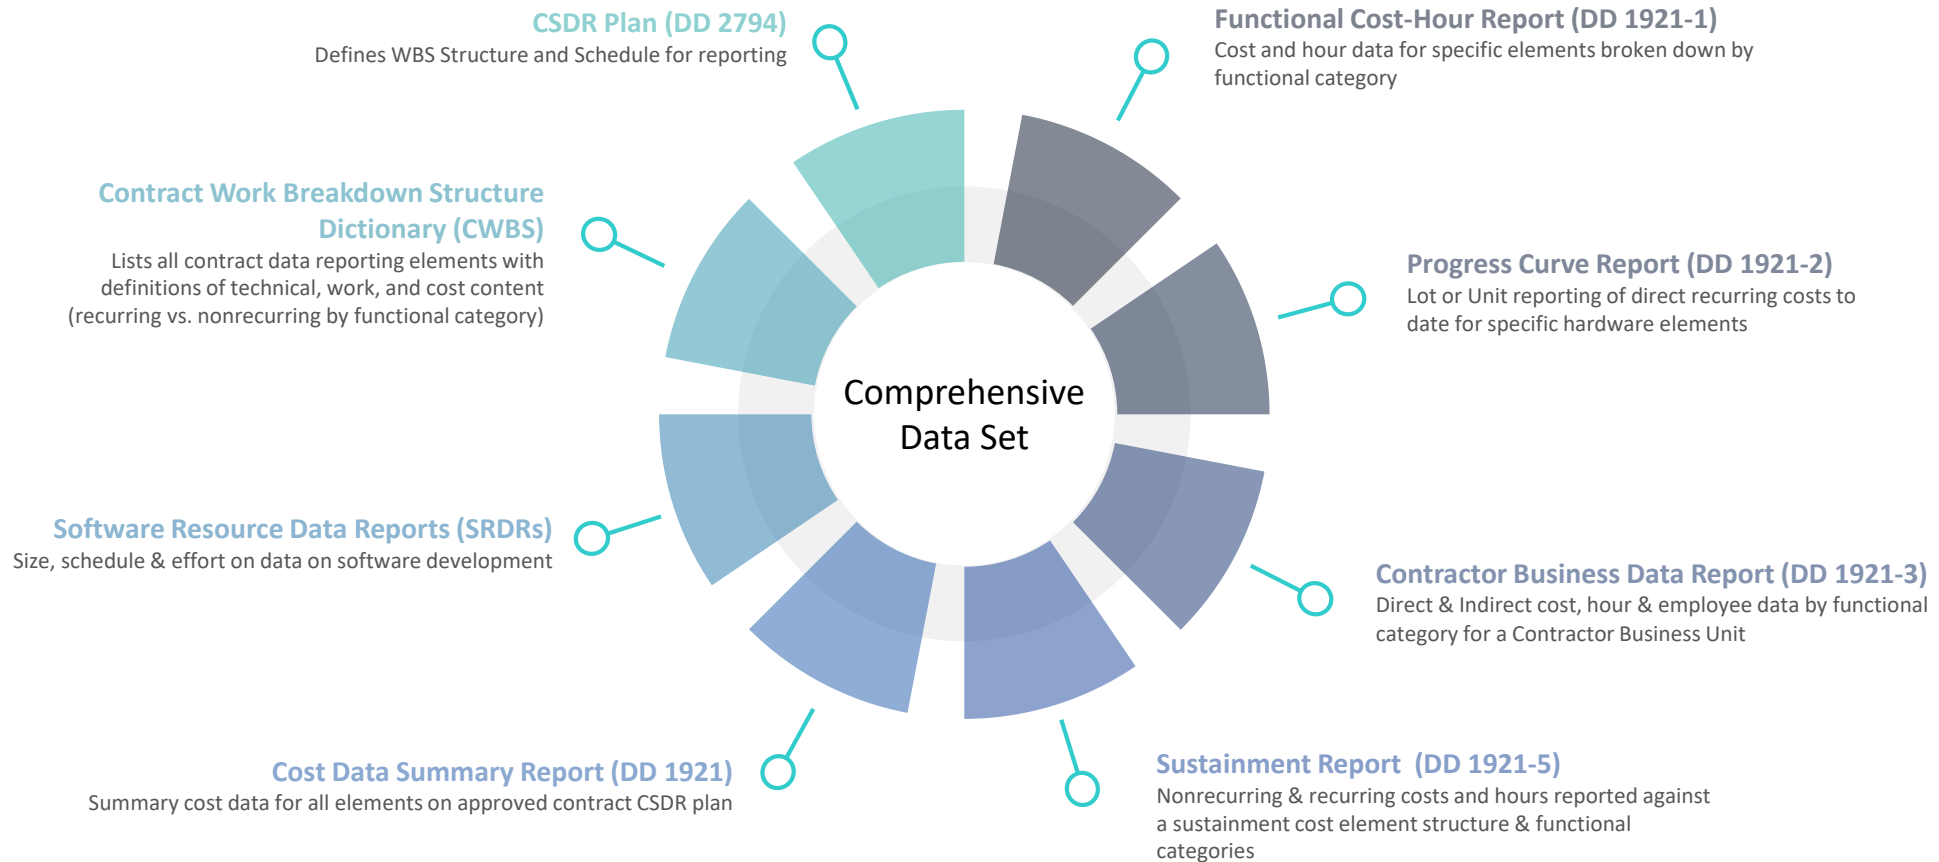 CSDR Plan (DD 2794)
Defines WBS Structure and Schedule for reporting
Functional Cost-Hour Report (DD 1921-1)
Cost and hour data for specific elements broken down by
functional category
Contract Work Breakdown Structure
Dictionary (CWBS)
Lists all contract data reporting elements with
definitions of technical, work, and cost content
(recurring vs. nonrecurring by functional category)
Progress Curve Report (DD 1921-2)
Lot or Unit reporting of direct recurring costs to
date for specific hardware elements
Comprehensive
Data Set
Software Resource Data Reports (SRDRs)
Size, schedule & effort on data on software development
Contractor Business Data Report (DD 1921-3)
Direct & Indirect cost, hour & employee data by functional
category for a Contractor Business Unit
Cost Data Summary Report (DD 1921)
Summary cost data for all elements on approved contract CSDR plan
Sustainment Report (DD 1921-5)
Nonrecurring & recurring costs and hours reported against
a sustainment cost element structure & functional
categories